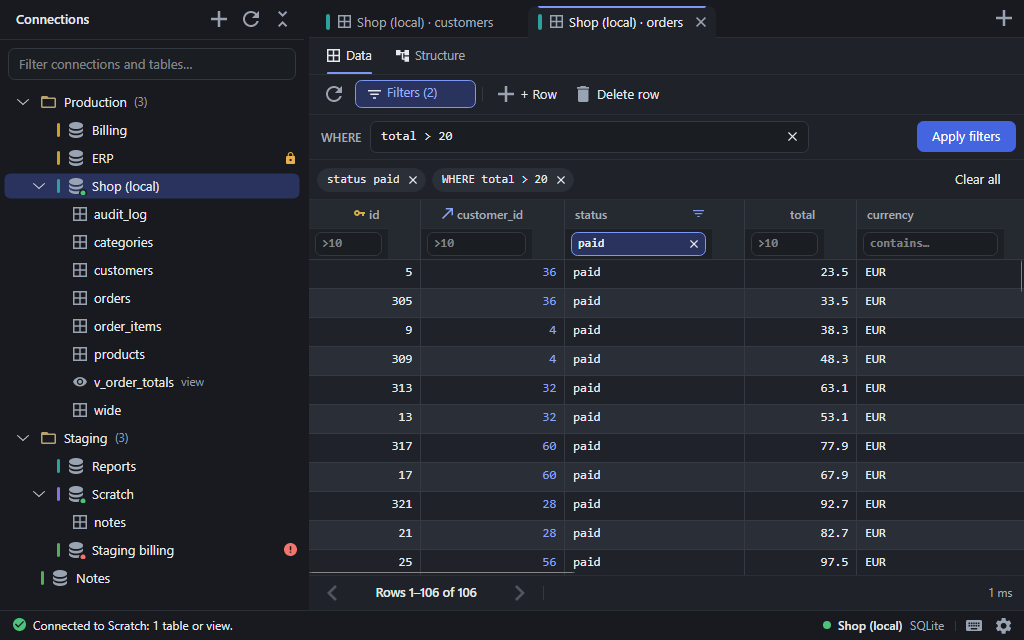 Connections
Shop (local) · customers
Shop (local) · orders
Filter connections and tables...
Production (3)
Billing
ERP
Shop (local)
audit_log
categories
customers
orders
order_items
products
v_order_totals view
wide
Staging (3)
Reports
Scratch
notes
Staging billing
Notes
Data Structure
Filters (2) + Row Delete row
WHERE total > 20 Apply filters
status paid WHERE total > 20 Clear all
id customer_id status total currency
>10 >10 paid >10 contains…
5 36 paid 23.5 EUR
305 36 paid 33.5 EUR
9 4 paid 38.3 EUR
309 4 paid 48.3 EUR
313 32 paid 63.1 EUR
13 32 paid 53.1 EUR
317 60 paid 77.9 EUR
17 60 paid 67.9 EUR
321 28 paid 92.7 EUR
21 28 paid 82.7 EUR
25 56 paid 97.5 EUR
Rows 1–106 of 106 1 ms
Connected to Scratch: 1 table or view. Shop (local) SQLite